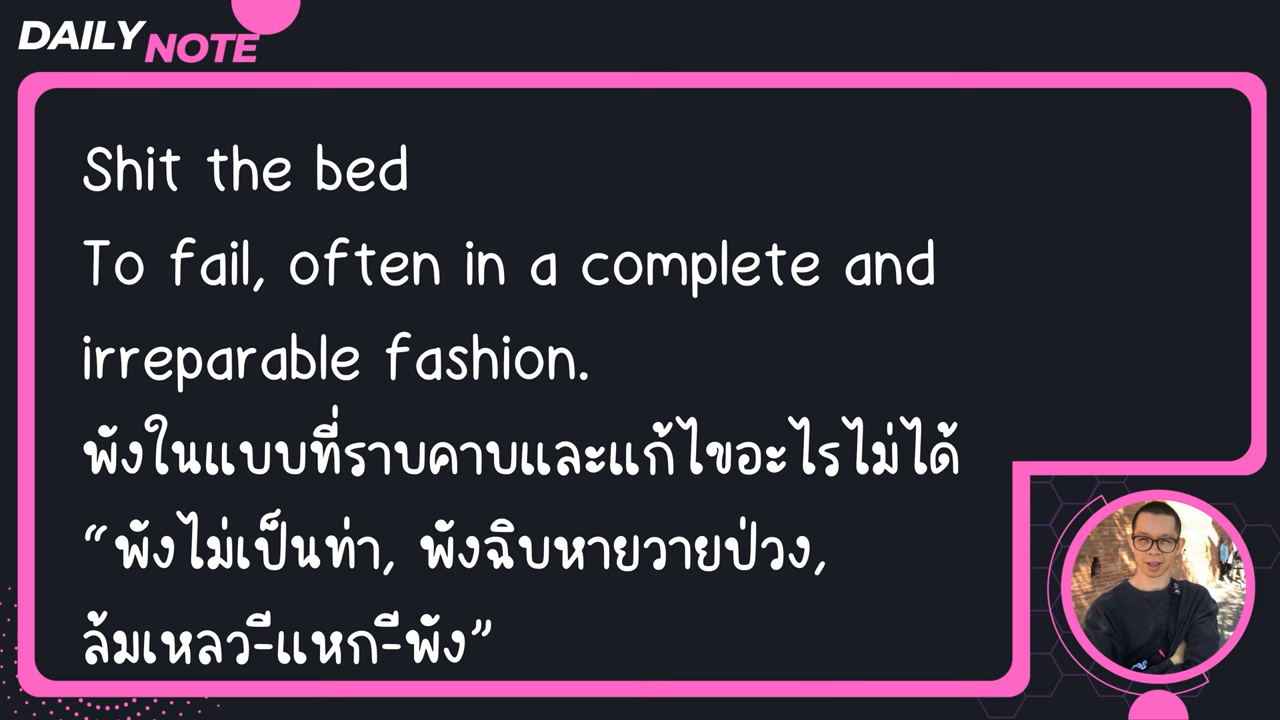 DAILY NOTE
Shit the bed
To fail, often in a complete and
irreparable fashion.
พังในแบบที่ราบคาบและแก้ไขอะไรไม่ได้
“พังไม่เป็นท่า, พังฉิบหายวายป่วง,
ล้มเหลว-ี-แหก-ี-พัง”